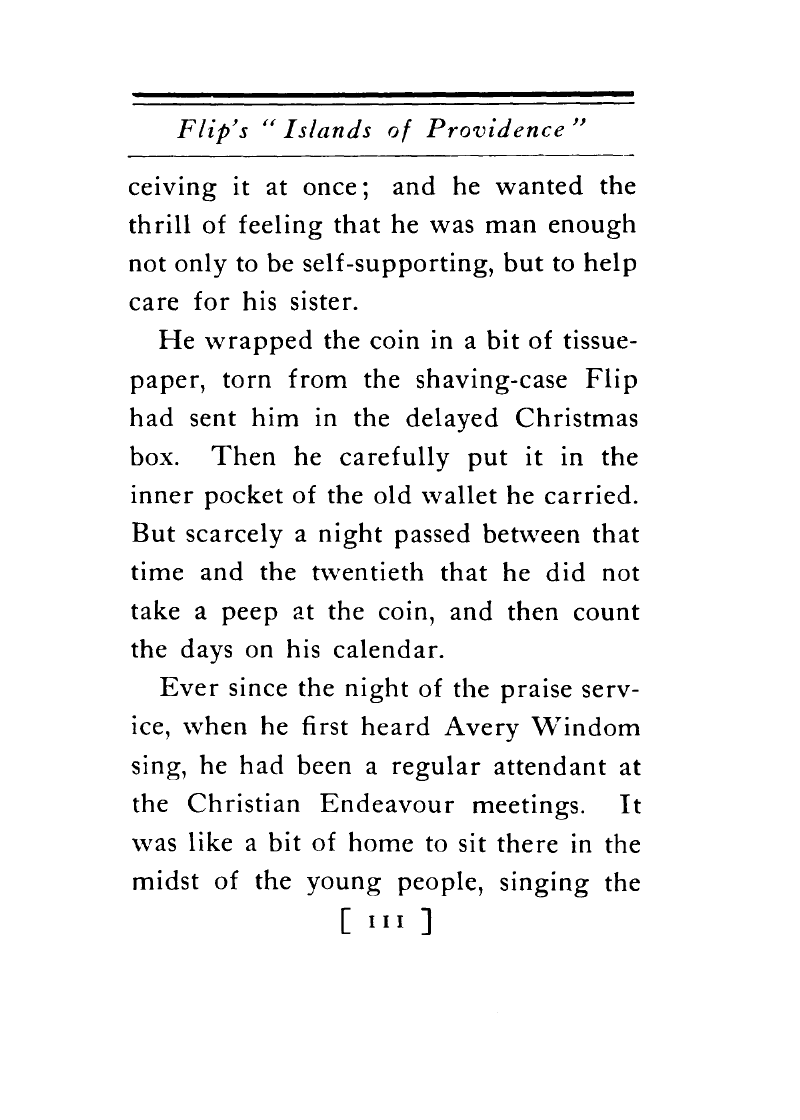 Flip's "Islands of Providence"
ceiving it at once; and he wanted the
thrill of feeling that he was man enough
not only to be self-supporting, but to help
care for his sister.
He wrapped the coin in a bit of tissue-
paper, torn from the shaving-case Flip
had sent him in the delayed Christmas
box. Then he carefully put it in the
inner pocket of the old wallet he carried.
But scarcely a night passed between that
time and the twentieth that he did not
take a peep at the coin, and then count
the days on his calendar.
Ever since the night of the praise serv-
ice, when he first heard Avery Windom
sing, he had been a regular attendant at
the Christian Endeavour meetings. It
was like a bit of home to sit there in the
midst of the young people, singing the
[ 111 ]